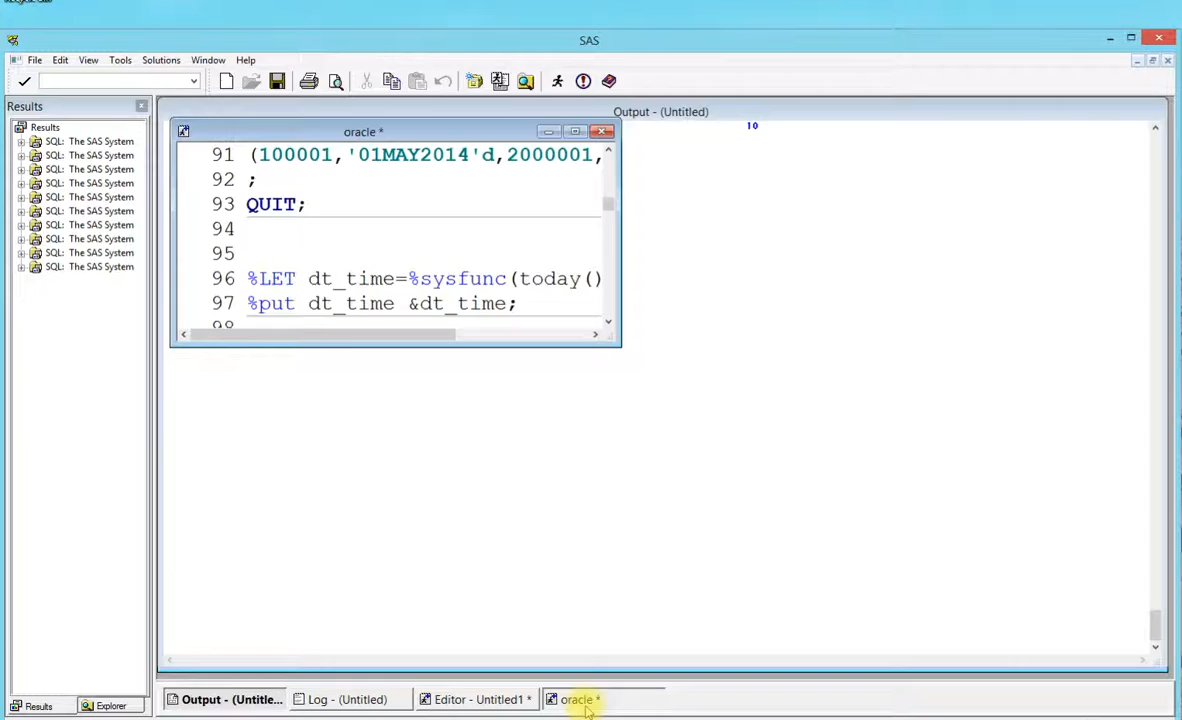 SAS
File Edit View Tools Solutions Window Help
Results
Output - (Untitled)
10
Results
SQL: The SAS System
SQL: The SAS System
SQL: The SAS System
SQL: The SAS System
SQL: The SAS System
SQL: The SAS System
SQL: The SAS System
SQL: The SAS System
SQL: The SAS System
SQL: The SAS System
oracle *
91 (100001,'01MAY2014'd,2000001,
92 ;
93 QUIT;
94
95
96 %LET dt_time=%sysfunc(today()
97 %put dt_time &dt_time;
98
Results Explorer
Output - (Untitle... Log - (Untitled) Editor - Untitled1 * oracle *